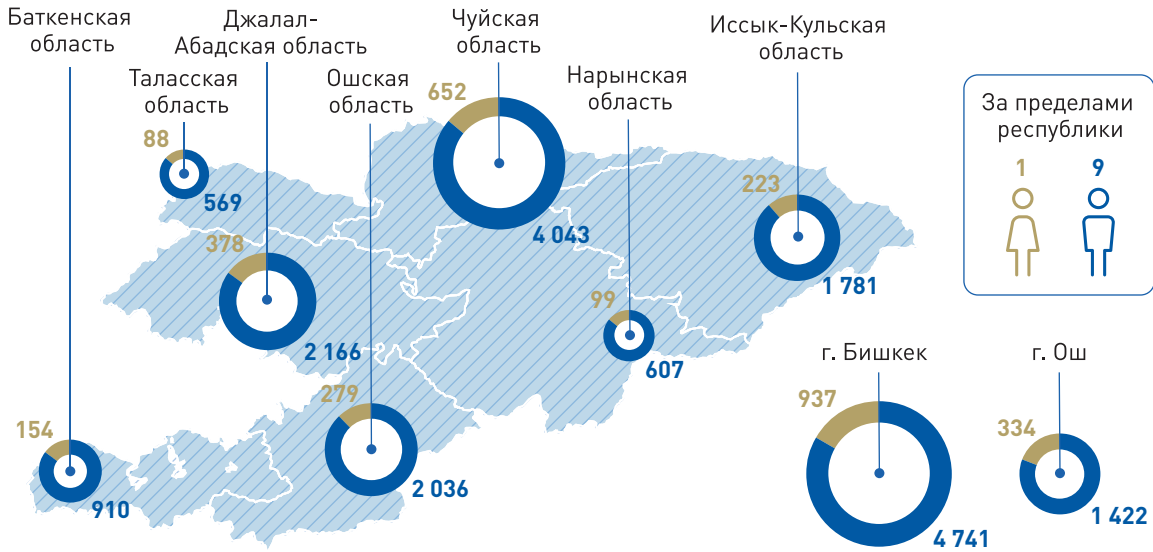 Баткенская
область
154
910
Таласская
область
88
569
Джалал-
Абадская область
378
2 166
Ошская
область
279
2 036
Чуйская
область
652
4 043
Нарынская
область
99
607
Иссык-Кульская
область
223
1 781
За пределами
республики
1 9
г. Бишкек
937
4 741
г. Ош
334
1 422